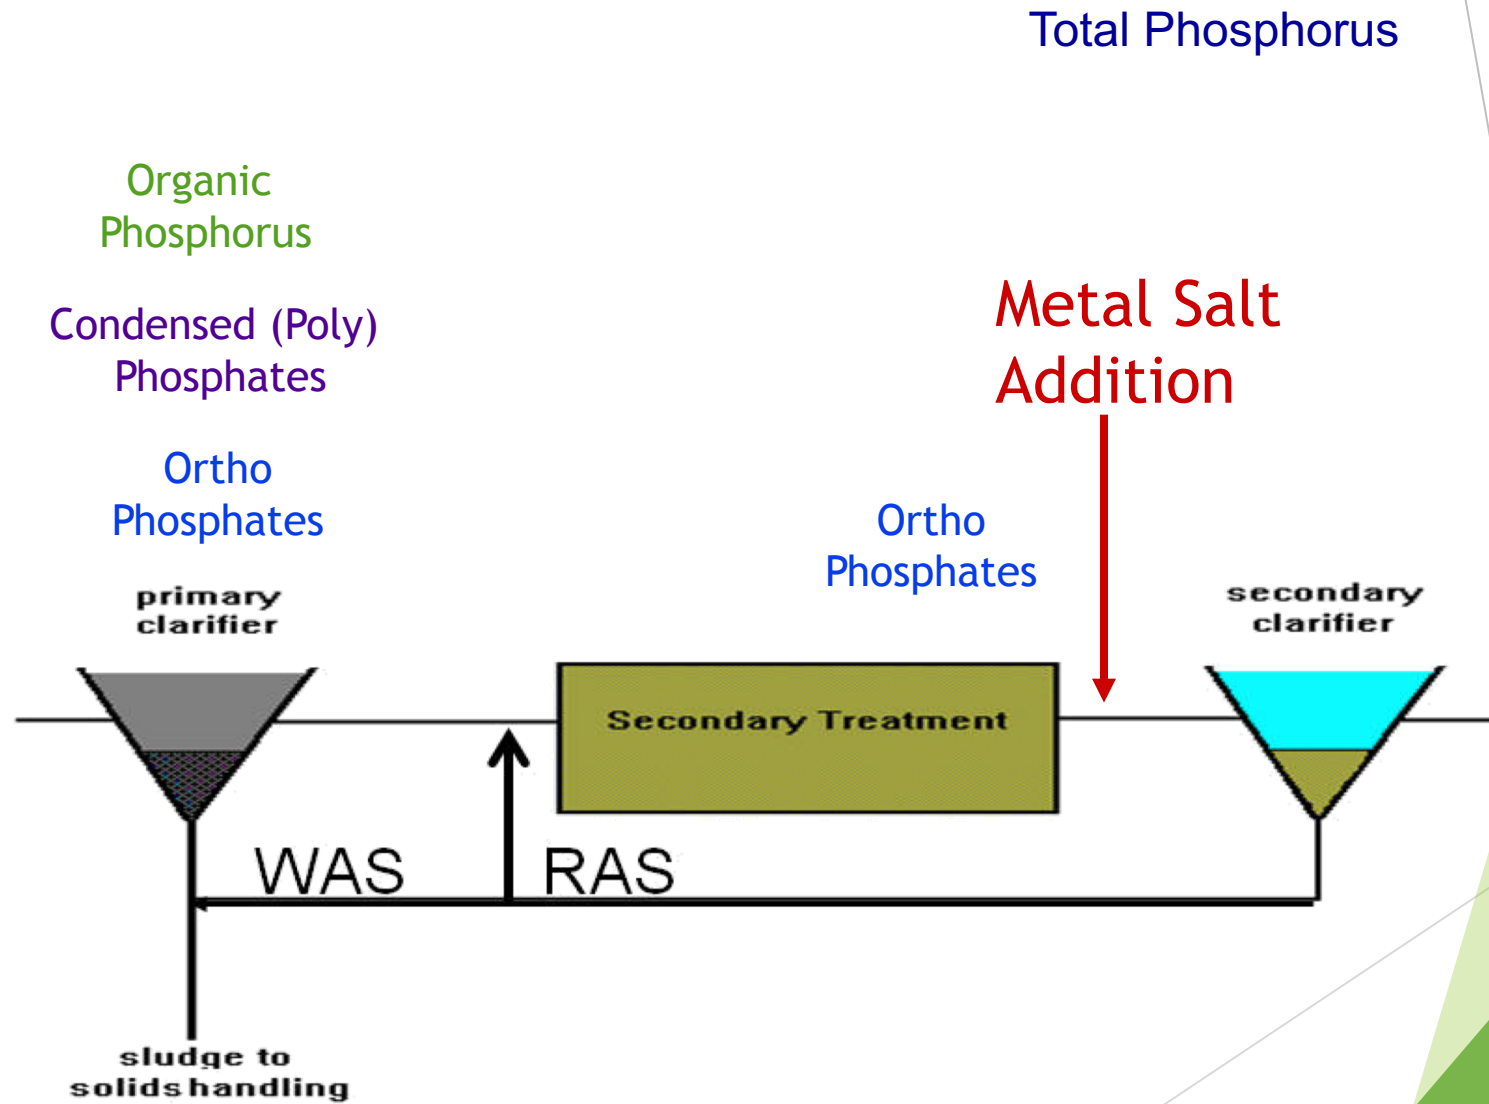 Total Phosphorus
Organic
Phosphorus
Condensed (Poly)
Phosphates
Ortho
Phosphates
Metal Salt
Addition
Ortho
Phosphates
primary
clarifier
secondary
clarifier
Secondary Treatment
WAS
RAS
sludge to
solids handling